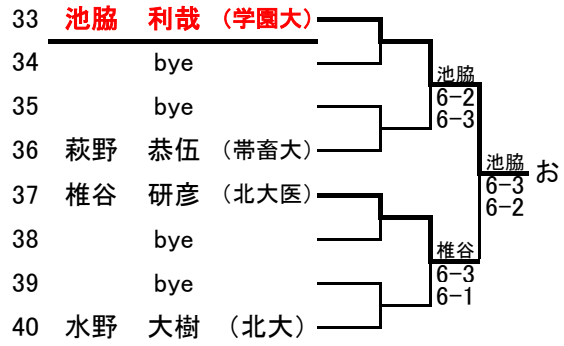 33 池脇 利哉 (学園大)
34 bye
35 bye
36 萩野 恭伍 (帯畜大)
37 椎谷 研彦 (北大医)
38 bye
39 bye
40 水野 大樹 (北大)
池脇
6-2
6-3
椎谷
6-3
6-1
池脇
6-3
6-2
お